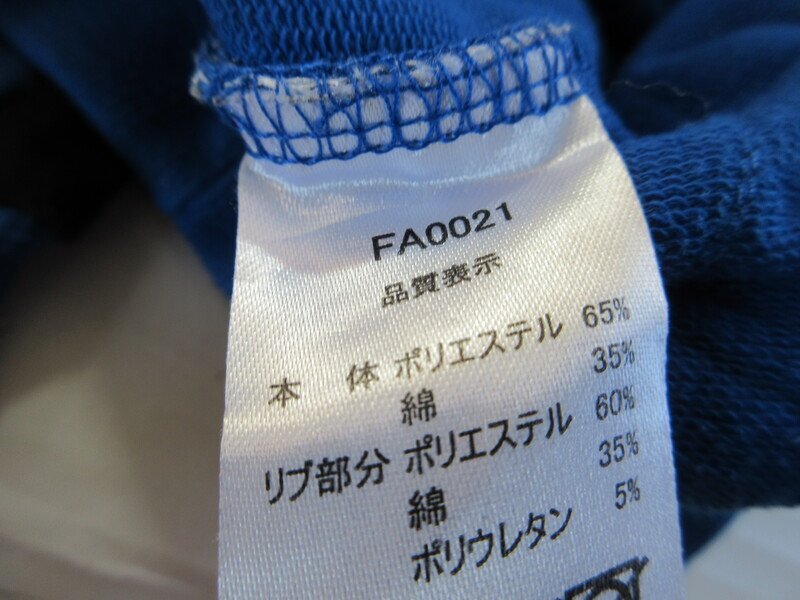 FA0021
品質表示
本 体 ポリエステル 65%
綿 35%
リブ部分 ポリエステル 60%
綿 35%
ポリウレタン 5%